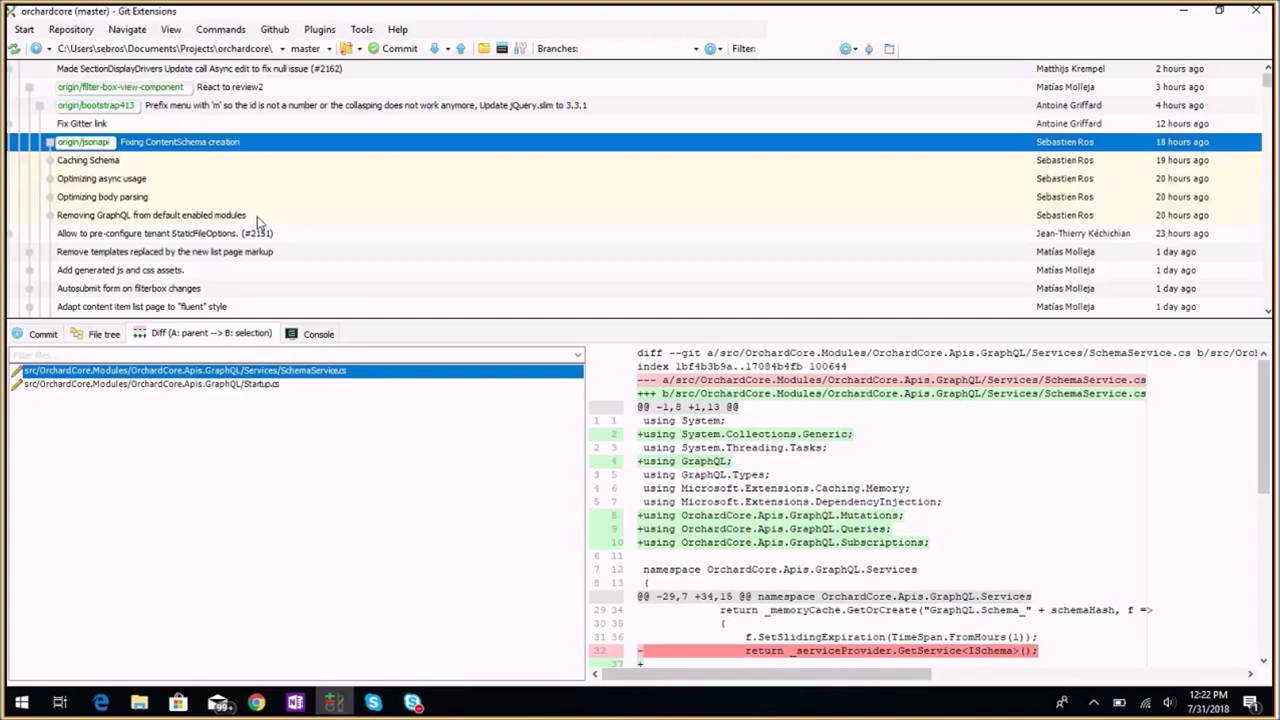 orchardcore (master) - Git Extensions
Start Repository Navigate View Commands Github Plugins Tools Help
C:\Users\sebros\Documents\Projects\orchardcore\ master Commit Branches: Filter:
Made SectionDisplayDrivers Update call Async edit to fix null issue (#2162) Matthijs Krempel 2 hours ago
origin/filter-box-view-component React to review2 Matías Molleja 3 hours ago
origin/bootstrap413 Prefix menu with 'm' so the id is not a number or the collasping does not work anymore, Update jQuery.slim to 3.3.1 Antoine Griffard 4 hours ago
Fix Gitter link Antoine Griffard 12 hours ago
origin/jsonapi Fixing ContentSchema creation Sebastien Ros 18 hours ago
Caching Schema Sebastien Ros 19 hours ago
Optimizing async usage Sebastien Ros 20 hours ago
Optimizing body parsing Sebastien Ros 20 hours ago
Removing GraphQL from default enabled modules Sebastien Ros 20 hours ago
Allow to pre-configure tenant StaticFileOptions. (#2151) Jean-Thierry Kéchichian 23 hours ago
Remove templates replaced by the new list page markup Matías Molleja 1 day ago
Add generated js and css assets. Matías Molleja 1 day ago
Autosubmit form on filterbox changes Matías Molleja 1 day ago
Adapt content item list page to "fluent" style Matías Molleja 1 day ago
Commit File tree Diff (A: parent --> B: selection) Console
Filter files...
src/OrchardCore.Modules/OrchardCore.Apis.GraphQL/Services/SchemaService.cs
src/OrchardCore.Modules/OrchardCore.Apis.GraphQL/Startup.cs
diff --git a/src/OrchardCore.Modules/OrchardCore.Apis.GraphQL/Services/SchemaService.cs b/src/Orch
index 1bf4b3b9a..17084b4fb 100644
--- a/src/OrchardCore.Modules/OrchardCore.Apis.GraphQL/Services/SchemaService.cs
+++ b/src/OrchardCore.Modules/OrchardCore.Apis.GraphQL/Services/SchemaService.cs
@@ -1,8 +1,13 @@
1 1 using System;
2 +using System.Collections.Generic;
2 3 using System.Threading.Tasks;
4 +using GraphQL;
3 5 using GraphQL.Types;
4 6 using Microsoft.Extensions.Caching.Memory;
5 7 using Microsoft.Extensions.DependencyInjection;
8 +using OrchardCore.Apis.GraphQL.Mutations;
9 +using OrchardCore.Apis.GraphQL.Queries;
10 +using OrchardCore.Apis.GraphQL.Subscriptions;
6 11
7 12 namespace OrchardCore.Apis.GraphQL.Services
8 13 {
@@ -29,7 +34,15 @@ namespace OrchardCore.Apis.GraphQL.Services
29 34 return _memoryCache.GetOrCreate("GraphQL.Schema_" + schemaHash, f =>
30 35 {
31 36 f.SetSlidingExpiration(TimeSpan.FromHours(1));
32 - return _serviceProvider.GetService<ISchema>();
37 +
99+
12:22 PM
7/31/2018
1